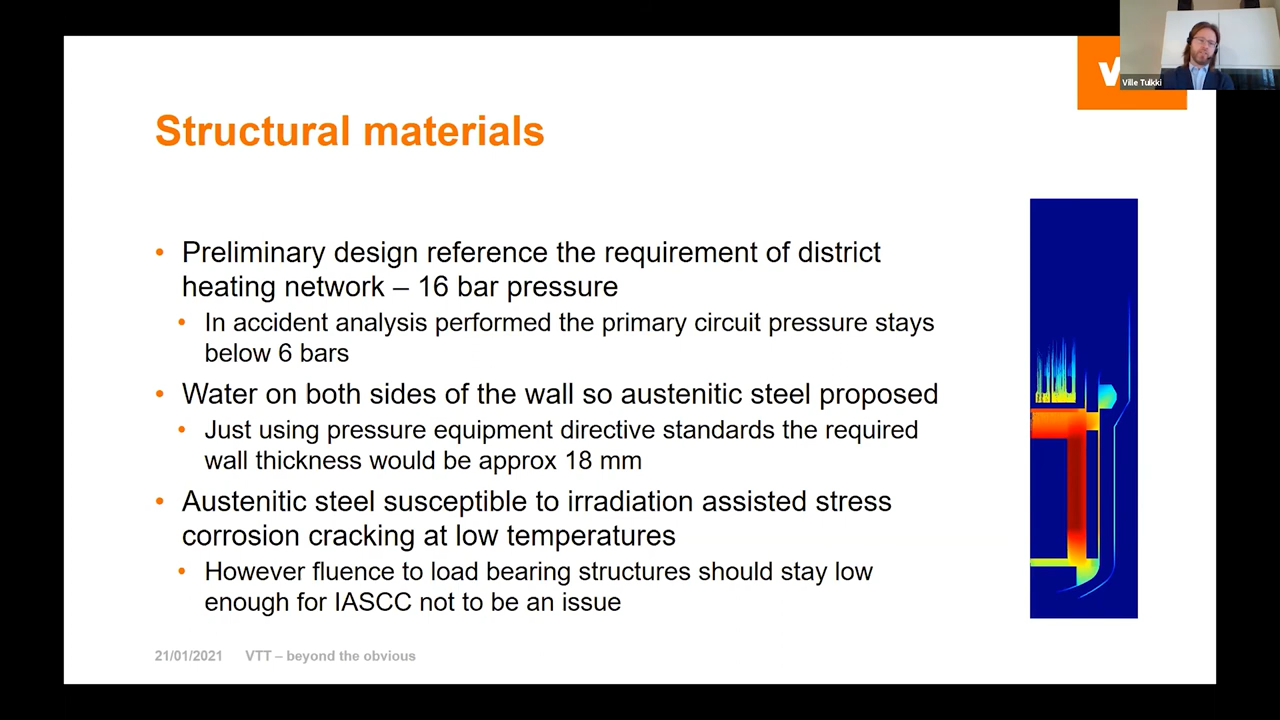 Ville Tulkki
Structural materials
• Preliminary design reference the requirement of district
heating network – 16 bar pressure
• In accident analysis performed the primary circuit pressure stays
below 6 bars
• Water on both sides of the wall so austenitic steel proposed
• Just using pressure equipment directive standards the required
wall thickness would be approx 18 mm
• Austenitic steel susceptible to irradiation assisted stress
corrosion cracking at low temperatures
• However fluence to load bearing structures should stay low
enough for IASCC not to be an issue
21/01/2021 VTT – beyond the obvious